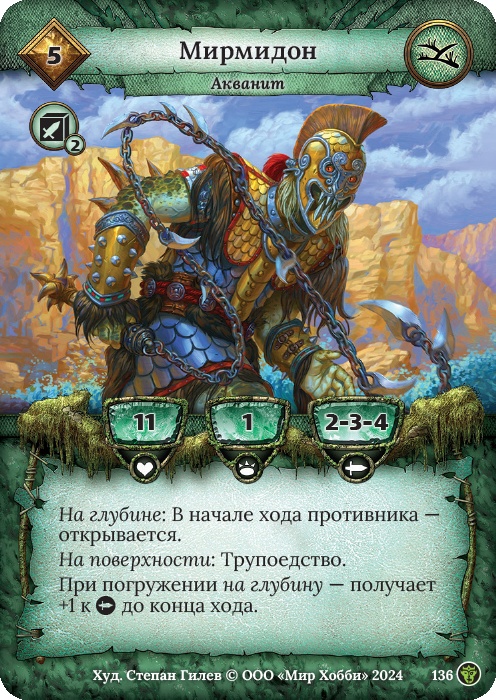 5
Мирмидон
Акванит
2
11
1
2-3-4
На глубине: В начале хода противника —
открывается.
На поверхности: Трупоедство.
При погружении на глубину — получает
+1 к до конца хода.
Худ. Степан Гилев © ООО «Мир Хобби» 2024
136